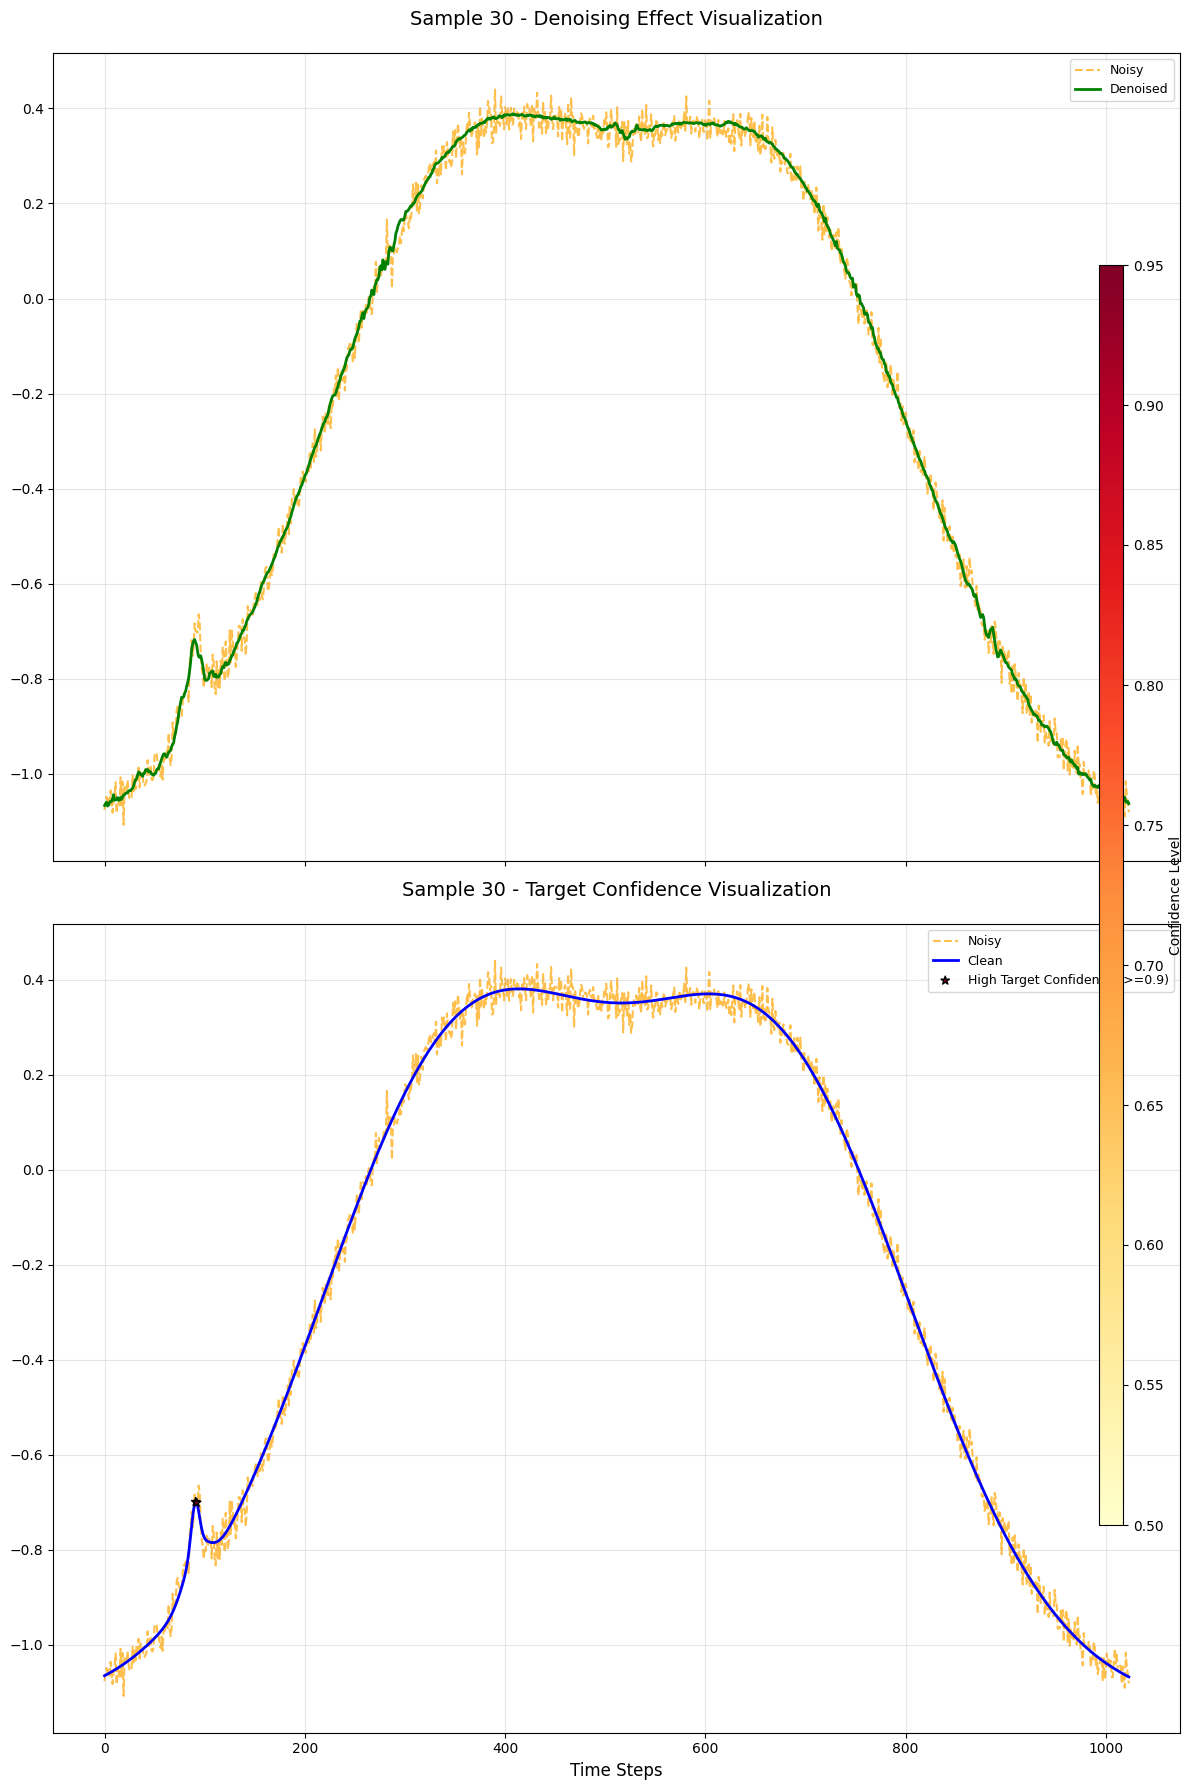 Sample 30 - Denoising Effect Visualization
Noisy
Denoised
0.4
0.2
0.0
−0.2
−0.4
−0.6
−0.8
−1.0
0.95
0.90
0.85
0.80
0.75
0.70
0.65
0.60
0.55
0.50
Confidence Level
Sample 30 - Target Confidence Visualization
Noisy
Clean
High Target Confiden >=0.9)
0.4
0.2
0.0
−0.2
−0.4
−0.6
−0.8
−1.0
0 200 400 600 800 1000
Time Steps